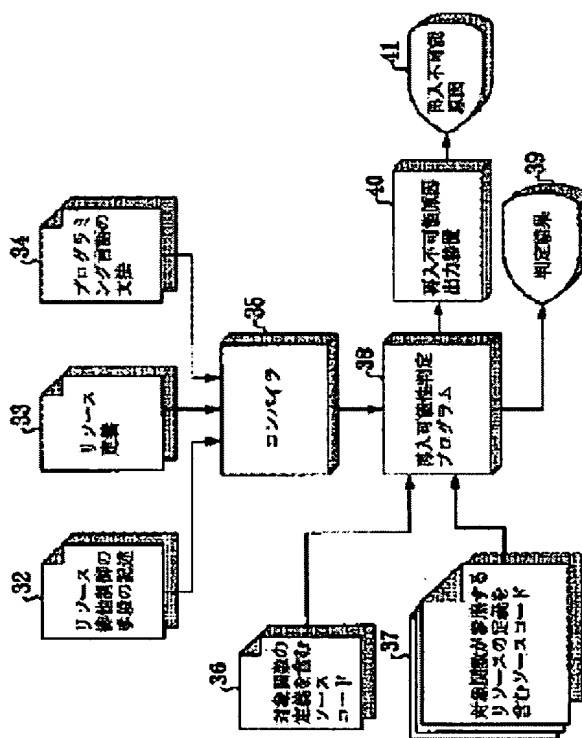 32
リソース
排他制御の
手段の記述
33
リソース
定義
34
プログラミ
ング言語の
文法
35
コンパイラ
36
対象関数の
定義を含む
ソース
コード
37
対象関数が参照する
リソースの定義を
含むソースコード
38
再入可能性判定
プログラム
39
判定結果
40
再入不可能原因
出力装置
41
再入不可能
原因